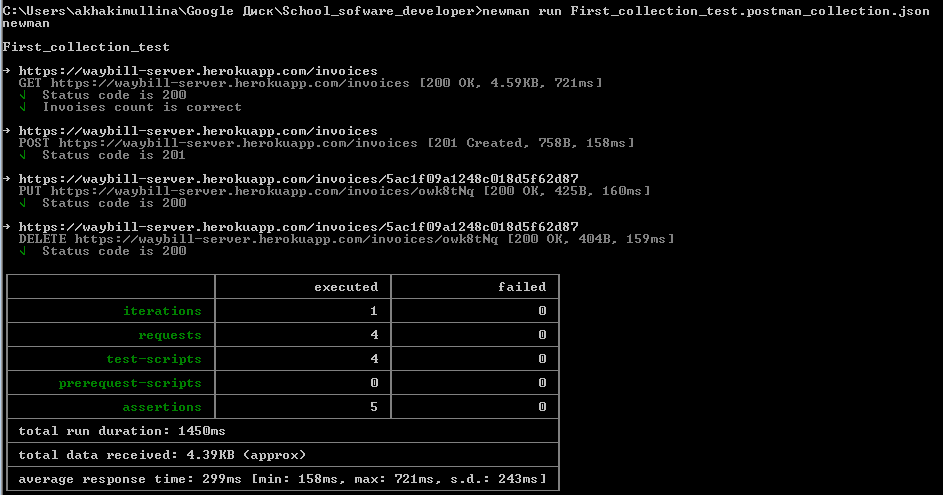 C:\Users\akhakimullina\Google Диск\School_sofware_developer>newman run First_collection_test.postman_collection.json
newman
First_collection_test
→ https://waybill-server.herokuapp.com/invoices
GET https://waybill-server.herokuapp.com/invoices [200 OK, 4.59KB, 721ms]
√ Status code is 200
√ Invoises count is correct
→ https://waybill-server.herokuapp.com/invoices
POST https://waybill-server.herokuapp.com/invoices [201 Created, 758B, 158ms]
√ Status code is 201
→ https://waybill-server.herokuapp.com/invoices/5ac1f09a1248c018d5f62d87
PUT https://waybill-server.herokuapp.com/invoices/owk8tNq [200 OK, 425B, 160ms]
√ Status code is 200
→ https://waybill-server.herokuapp.com/invoices/5ac1f09a1248c018d5f62d87
DELETE https://waybill-server.herokuapp.com/invoices/owk8tNq [200 OK, 404B, 159ms]
√ Status code is 200
executed failed
iterations 1 0
requests 4 0
test-scripts 4 0
prerequest-scripts 0 0
assertions 5 0
total run duration: 1450ms
total data received: 4.39KB (approx)
average response time: 299ms [min: 158ms, max: 721ms, s.d.: 243ms]